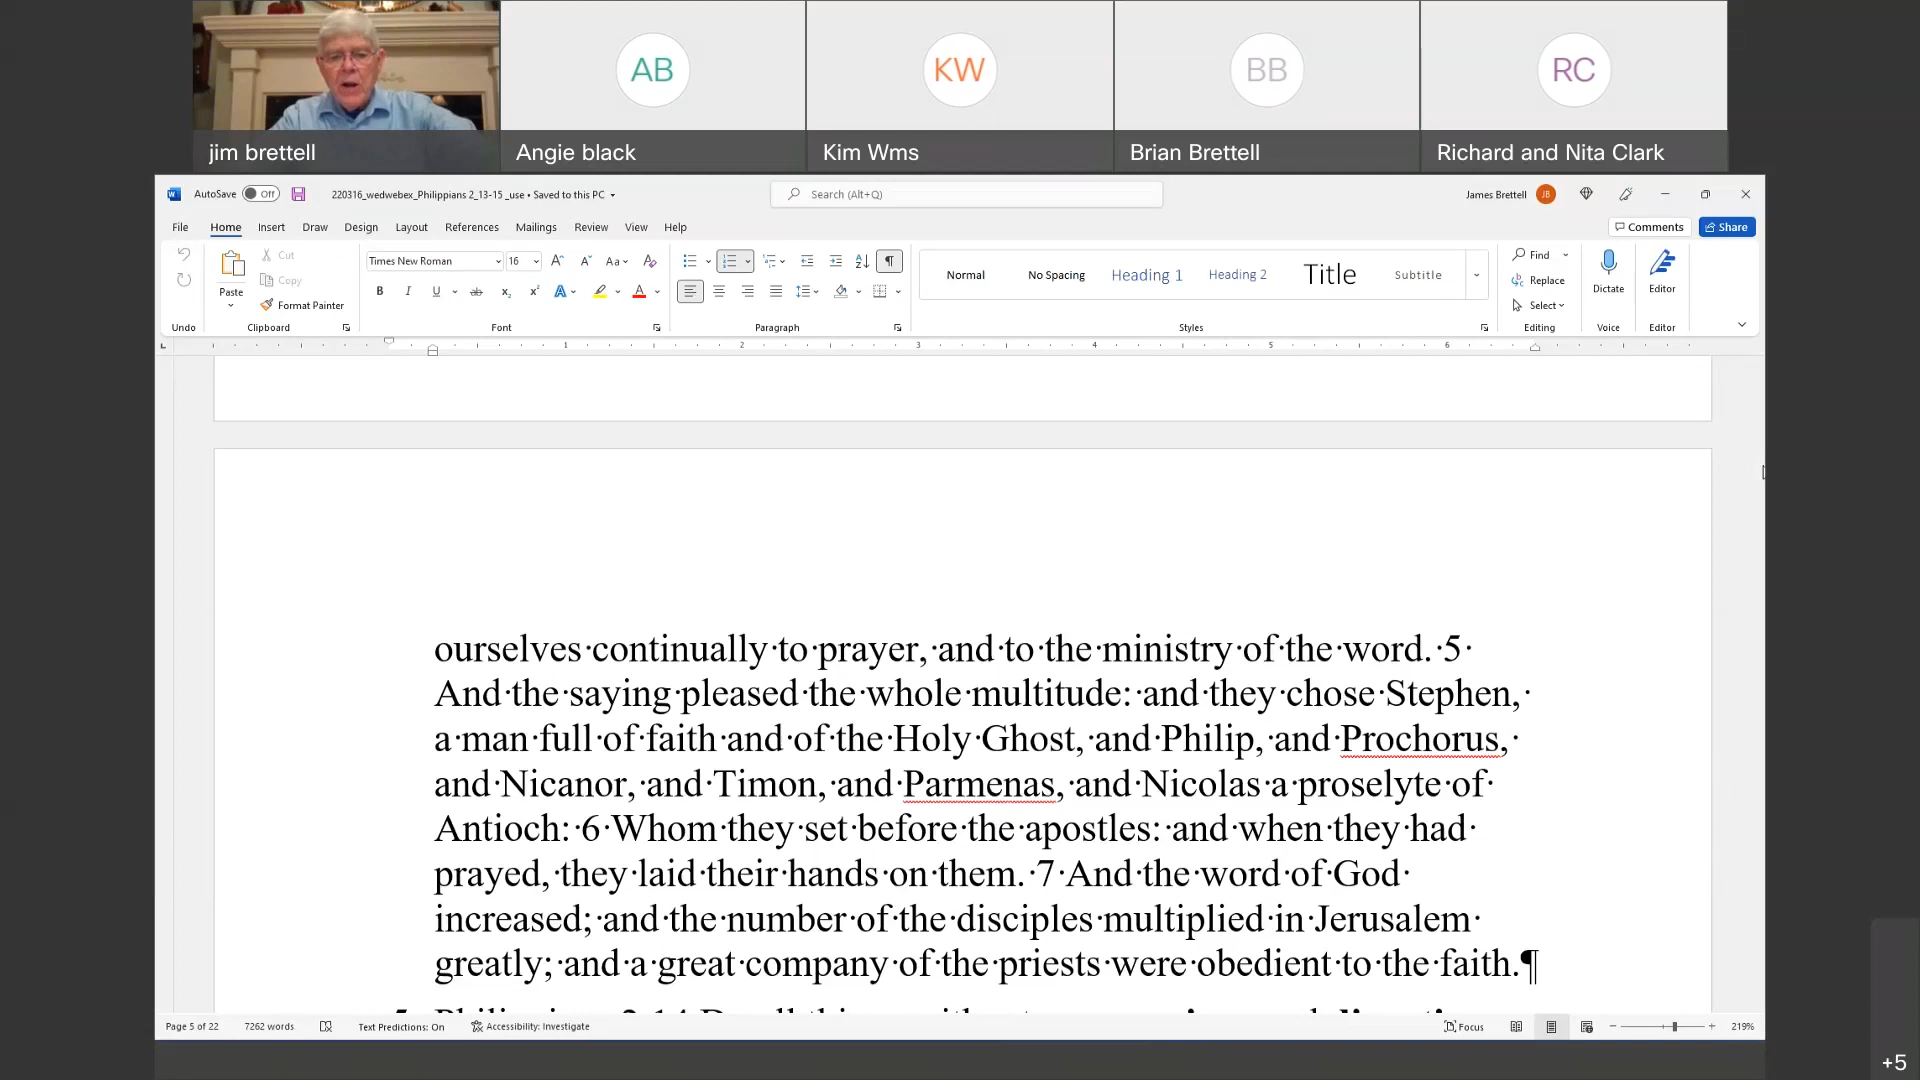 AB
KW
BB
RC
jim brettell
Angie black
Kim Wms
Brian Brettell
Richard and Nita Clark
AutoSave Off
220316_wedwebex_Philippians 2_13-15 _use • Saved to this PC
Search (Alt+Q)
James Brettell JB
File Home Insert Draw Design Layout References Mailings Review View Help
Comments Share
Paste
Cut
Copy
Format Painter
Times New Roman 16
Normal No Spacing Heading 1 Heading 2 Title Subtitle
Find
Replace
Select
Dictate
Editor
Undo Clipboard Font Paragraph Styles Editing Voice Editor
1 2 3 4 5 6
ourselves·continually·to·prayer,·and·to·the·ministry·of·the·word.·5·
And·the·saying·pleased·the·whole·multitude:·and·they·chose·Stephen,·
a·man·full·of·faith·and·of·the·Holy·Ghost,·and·Philip,·and·Prochorus,·
and·Nicanor,·and·Timon,·and·Parmenas,·and·Nicolas·a·proselyte·of·
Antioch:·6·Whom·they·set·before·the·apostles:·and·when·they·had·
prayed,·they·laid·their·hands·on·them.·7·And·the·word·of·God·
increased;·and·the·number·of·the·disciples·multiplied·in·Jerusalem·
greatly;·and·a·great·company·of·the·priests·were·obedient·to·the·faith.¶
Page 5 of 22 7262 words Text Predictions: On Accessibility: Investigate Focus 219%
+5